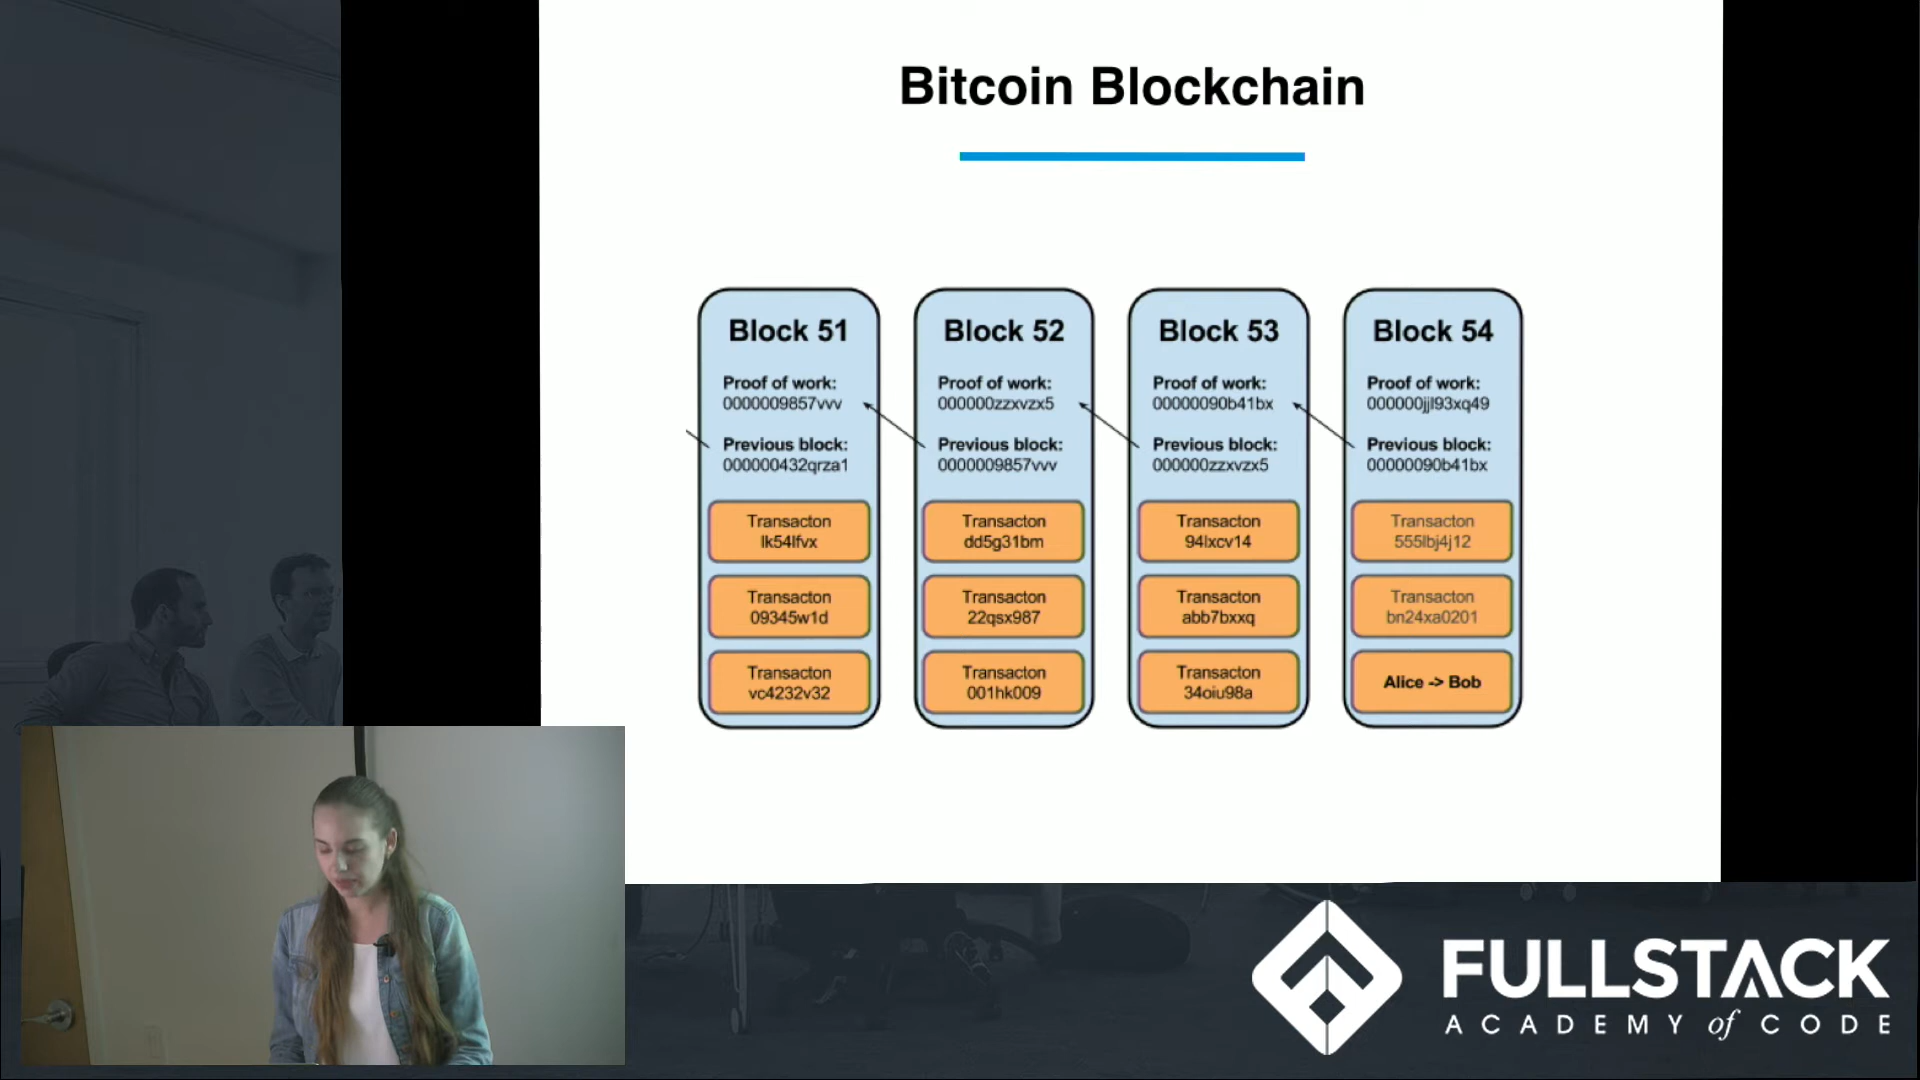 Bitcoin Blockchain
Block 51
Proof of work:
0000009857vvv
Previous block:
000000432qrza1
Transacton
lk54lfvx
Transacton
09345w1d
Transacton
vc4232v32
Block 52
Proof of work:
000000zzxvzx5
Previous block:
0000009857vvv
Transacton
dd5g31bm
Transacton
22qsx987
Transacton
001hk009
Block 53
Proof of work:
00000090b41bx
Previous block:
000000zzxvzx5
Transacton
94lxcv14
Transacton
abb7bxxq
Transacton
34oiu98a
Block 54
Proof of work:
000000jjl93xq49
Previous block:
00000090b41bx
Transacton
555lbj4j12
Transacton
bn24xa0201
Alice -> Bob
FULLSTACK
ACADEMY of CODE